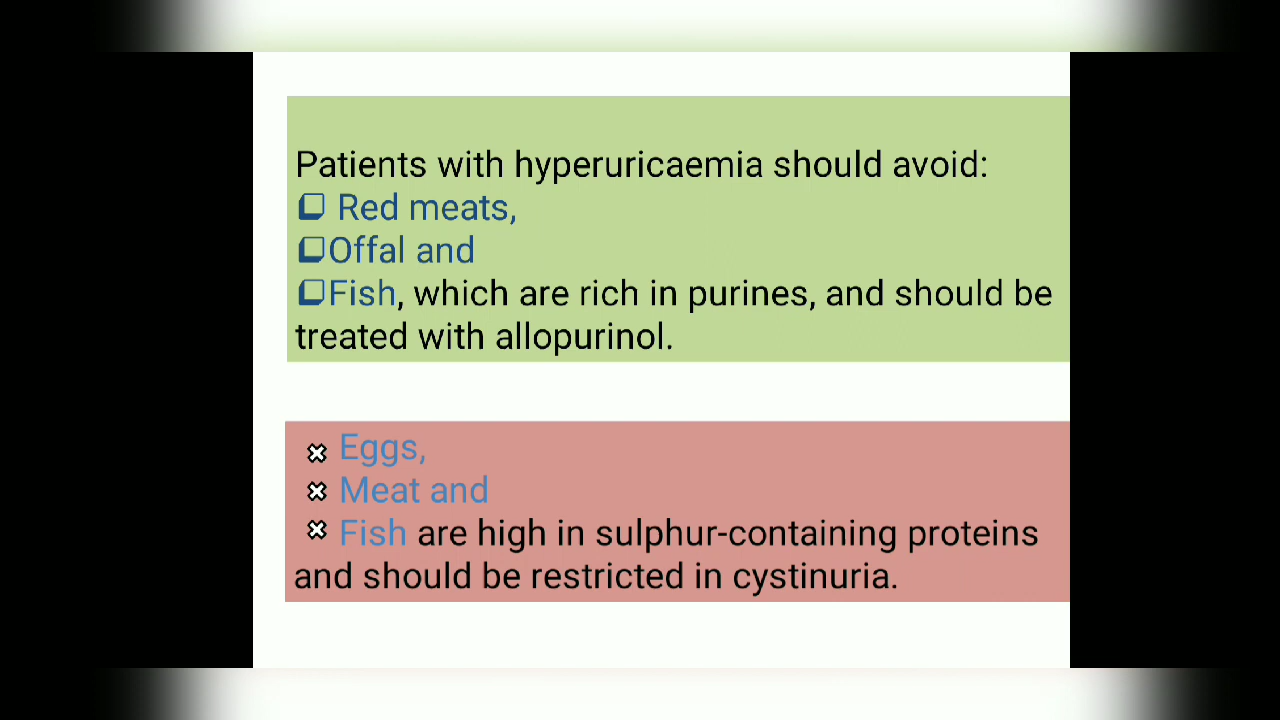 Patients with hyperuricaemia should avoid:
❑ Red meats,
❑Offal and
❑Fish, which are rich in purines, and should be
treated with allopurinol.
✖ Eggs,
✖ Meat and
✖ Fish are high in sulphur-containing proteins
and should be restricted in cystinuria.